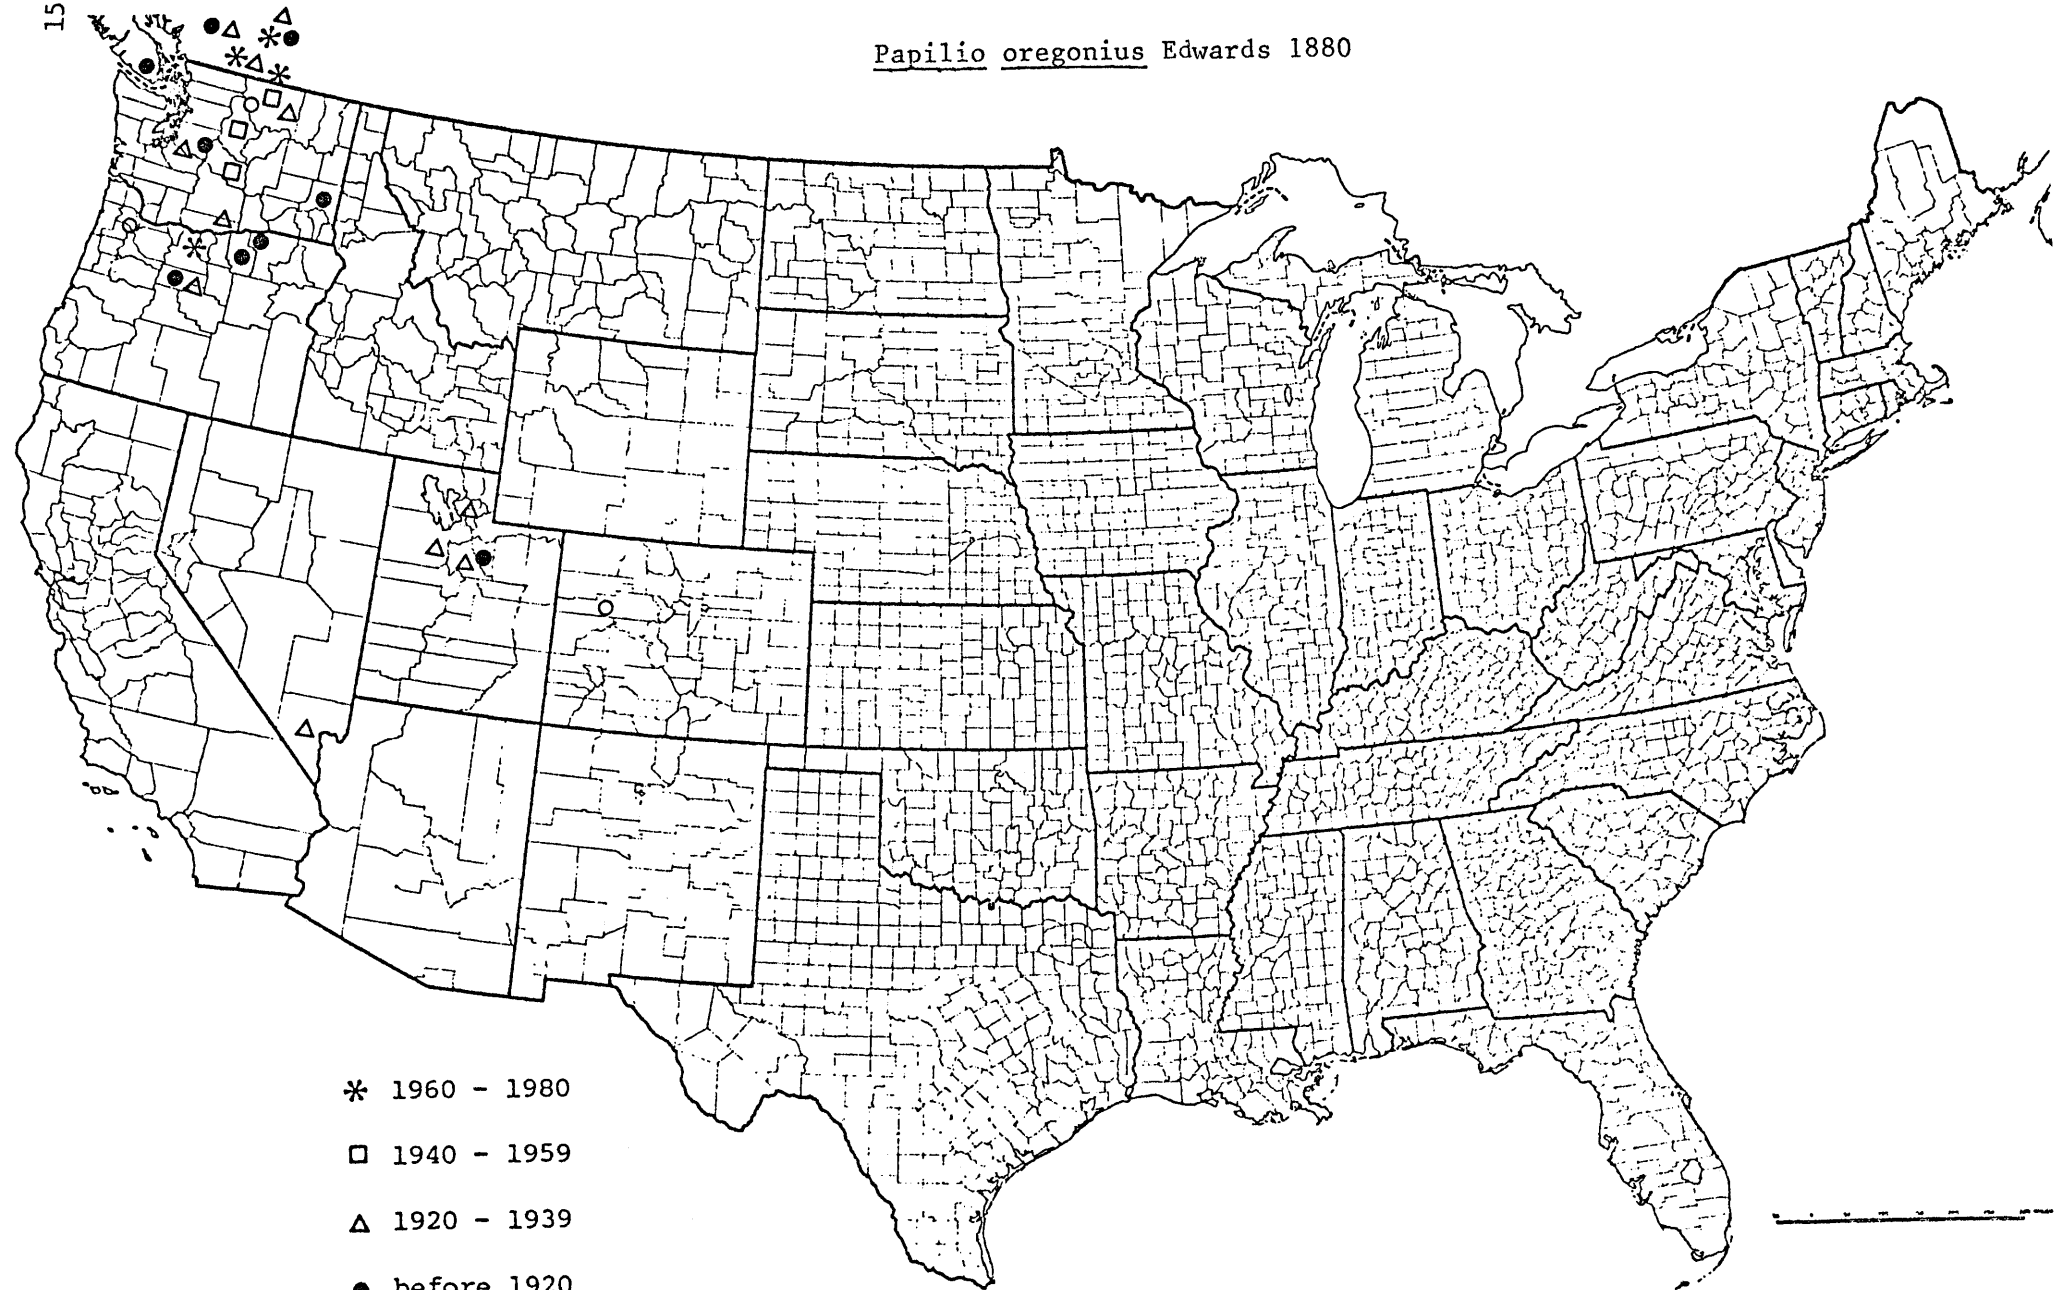 15
Papilio oregonius Edwards 1880
* 1960 - 1980
□ 1940 - 1959
△ 1920 - 1939
● before 1920